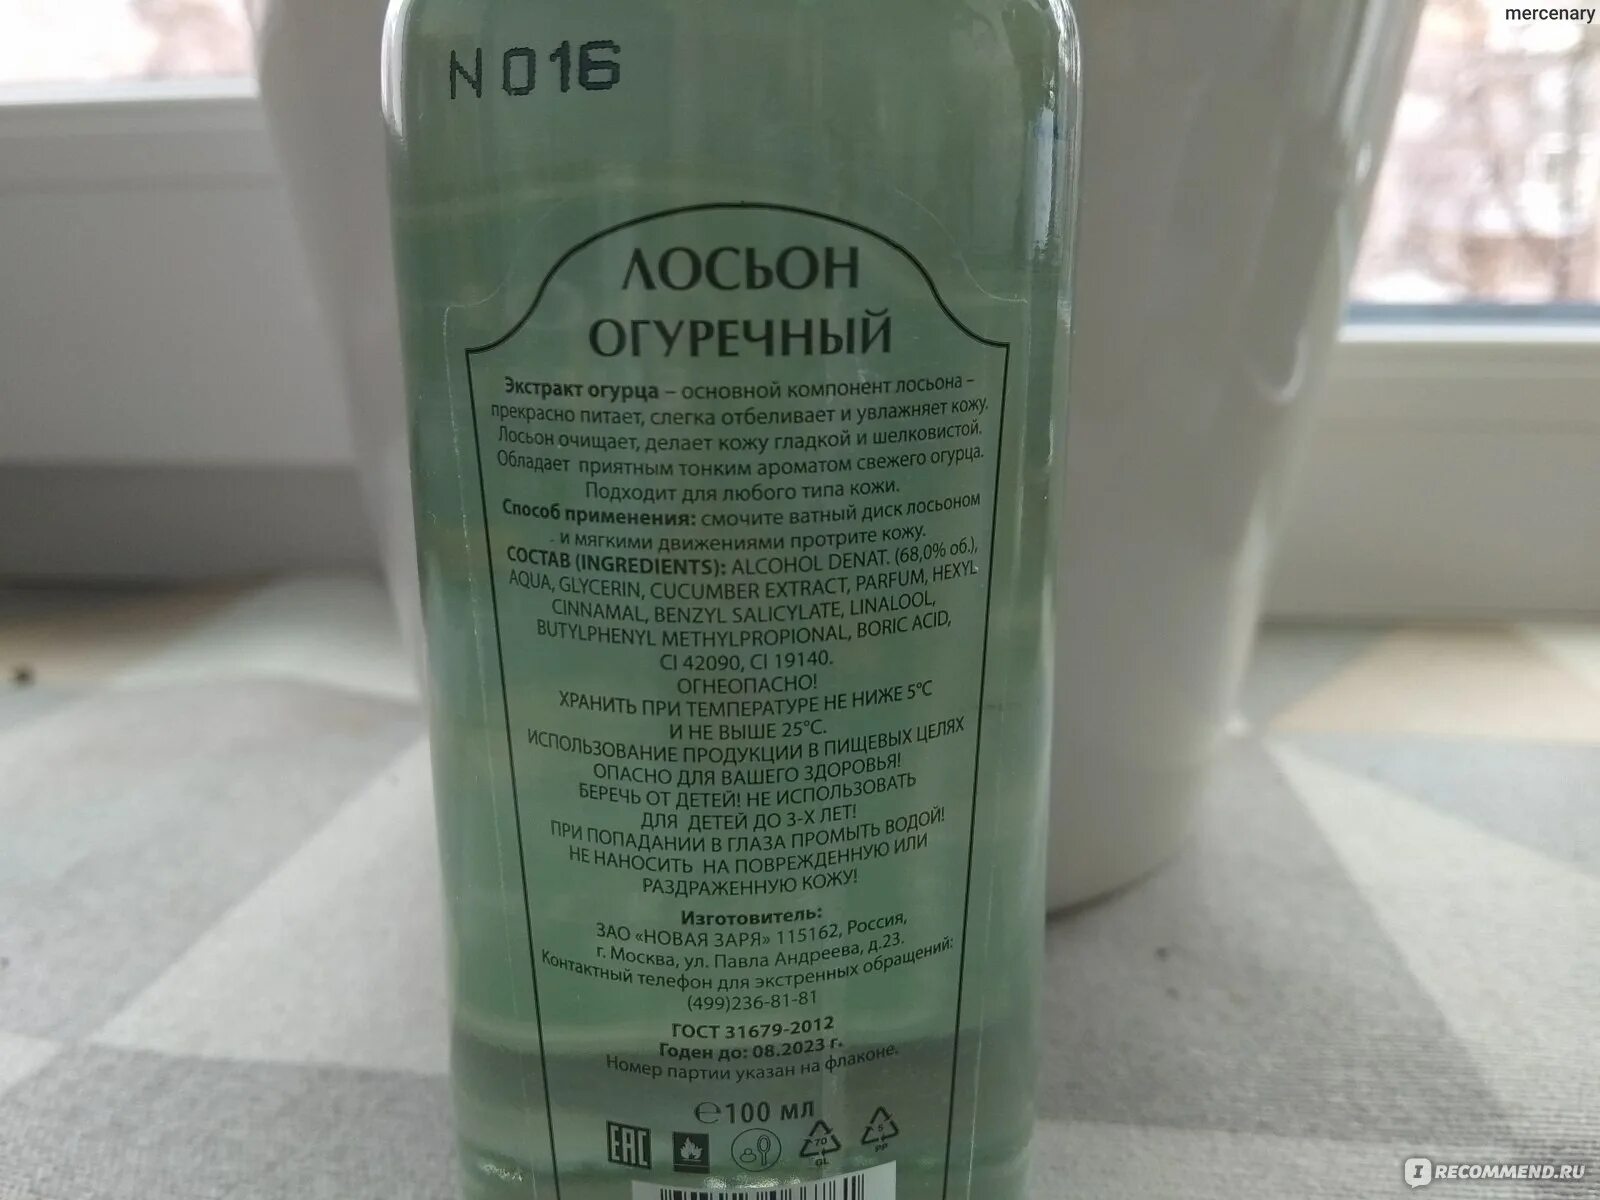 mercenary
N 016
ЛОСЬОН
ОГУРЕЧНЫЙ
Экстракт огурца – основной компонент лосьона –
прекрасно питает, слегка отбеливает и увлажняет кожу.
Лосьон очищает, делает кожу гладкой и шелковистой.
Обладает приятным тонким ароматом свежего огурца.
Подходит для любого типа кожи.
Способ применения: смочите ватный диск лосьоном
и мягкими движениями протрите кожу.
СОСТАВ (INGREDIENTS): ALCOHOL DENAT. (68,0% об.),
AQUA, GLYCERIN, CUCUMBER EXTRACT, PARFUM, HEXYL
CINNAMAL, BENZYL SALICYLATE, LINALOOL,
BUTYLPHENYL METHYLPROPIONAL, BORIC ACID,
CI 42090, CI 19140.
ОГНЕОПАСНО!
ХРАНИТЬ ПРИ ТЕМПЕРАТУРЕ НЕ НИЖЕ 5°С
И НЕ ВЫШЕ 25°С.
ИСПОЛЬЗОВАНИЕ ПРОДУКЦИИ В ПИЩЕВЫХ ЦЕЛЯХ
ОПАСНО ДЛЯ ВАШЕГО ЗДОРОВЬЯ!
БЕРЕЧЬ ОТ ДЕТЕЙ! НЕ ИСПОЛЬЗОВАТЬ
ДЛЯ ДЕТЕЙ ДО 3-Х ЛЕТ!
ПРИ ПОПАДАНИИ В ГЛАЗА ПРОМЫТЬ ВОДОЙ!
НЕ НАНОСИТЬ НА ПОВРЕЖДЕННУЮ ИЛИ
РАЗДРАЖЕННУЮ КОЖУ!
Изготовитель:
ЗАО «НОВАЯ ЗАРЯ» 115162, Россия,
г. Москва, ул. Павла Андреева, д.23.
Контактный телефон для экстренных обращений:
(499)236-81-81
ГОСТ 31679-2012
Годен до: 08.2023 г.
Номер партии указан на флаконе.
℮100 мл
EAC
70
GL
5
PP
IRECOMMEND.RU